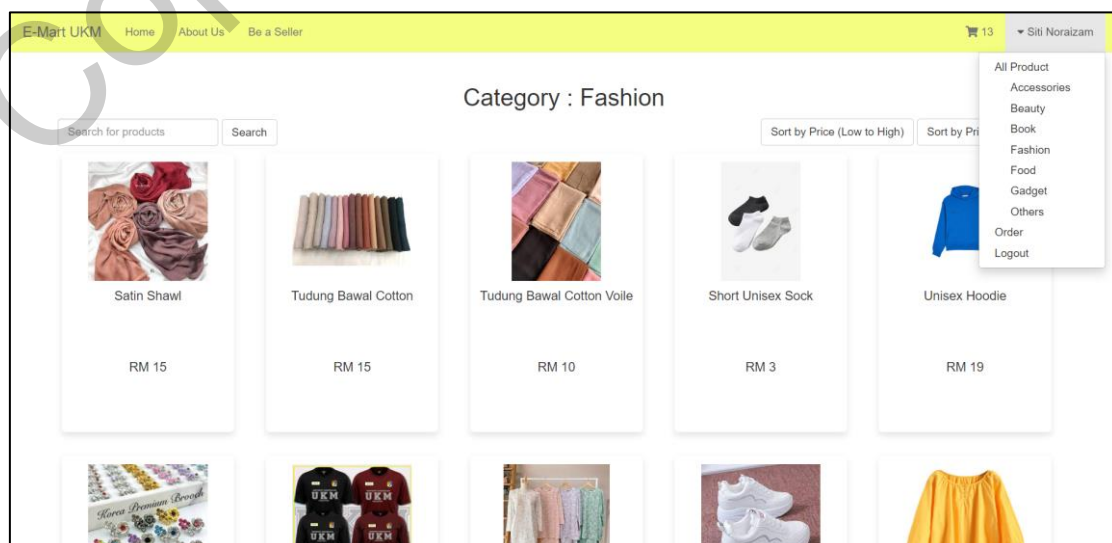 E-Mart UKM Home About Us Be a Seller 13 Siti Noraizam
All Product
Accessories
Beauty
Book
Fashion
Food
Gadget
Others
Order
Logout
Category : Fashion
Search for products Search Sort by Price (Low to High) Sort by Pri
Satin Shawl Tudung Bawal Cotton Tudung Bawal Cotton Voile Short Unisex Sock Unisex Hoodie
RM 15 RM 15 RM 10 RM 3 RM 19
Korea Premium Brooch
UKM UKM
UKM UKM